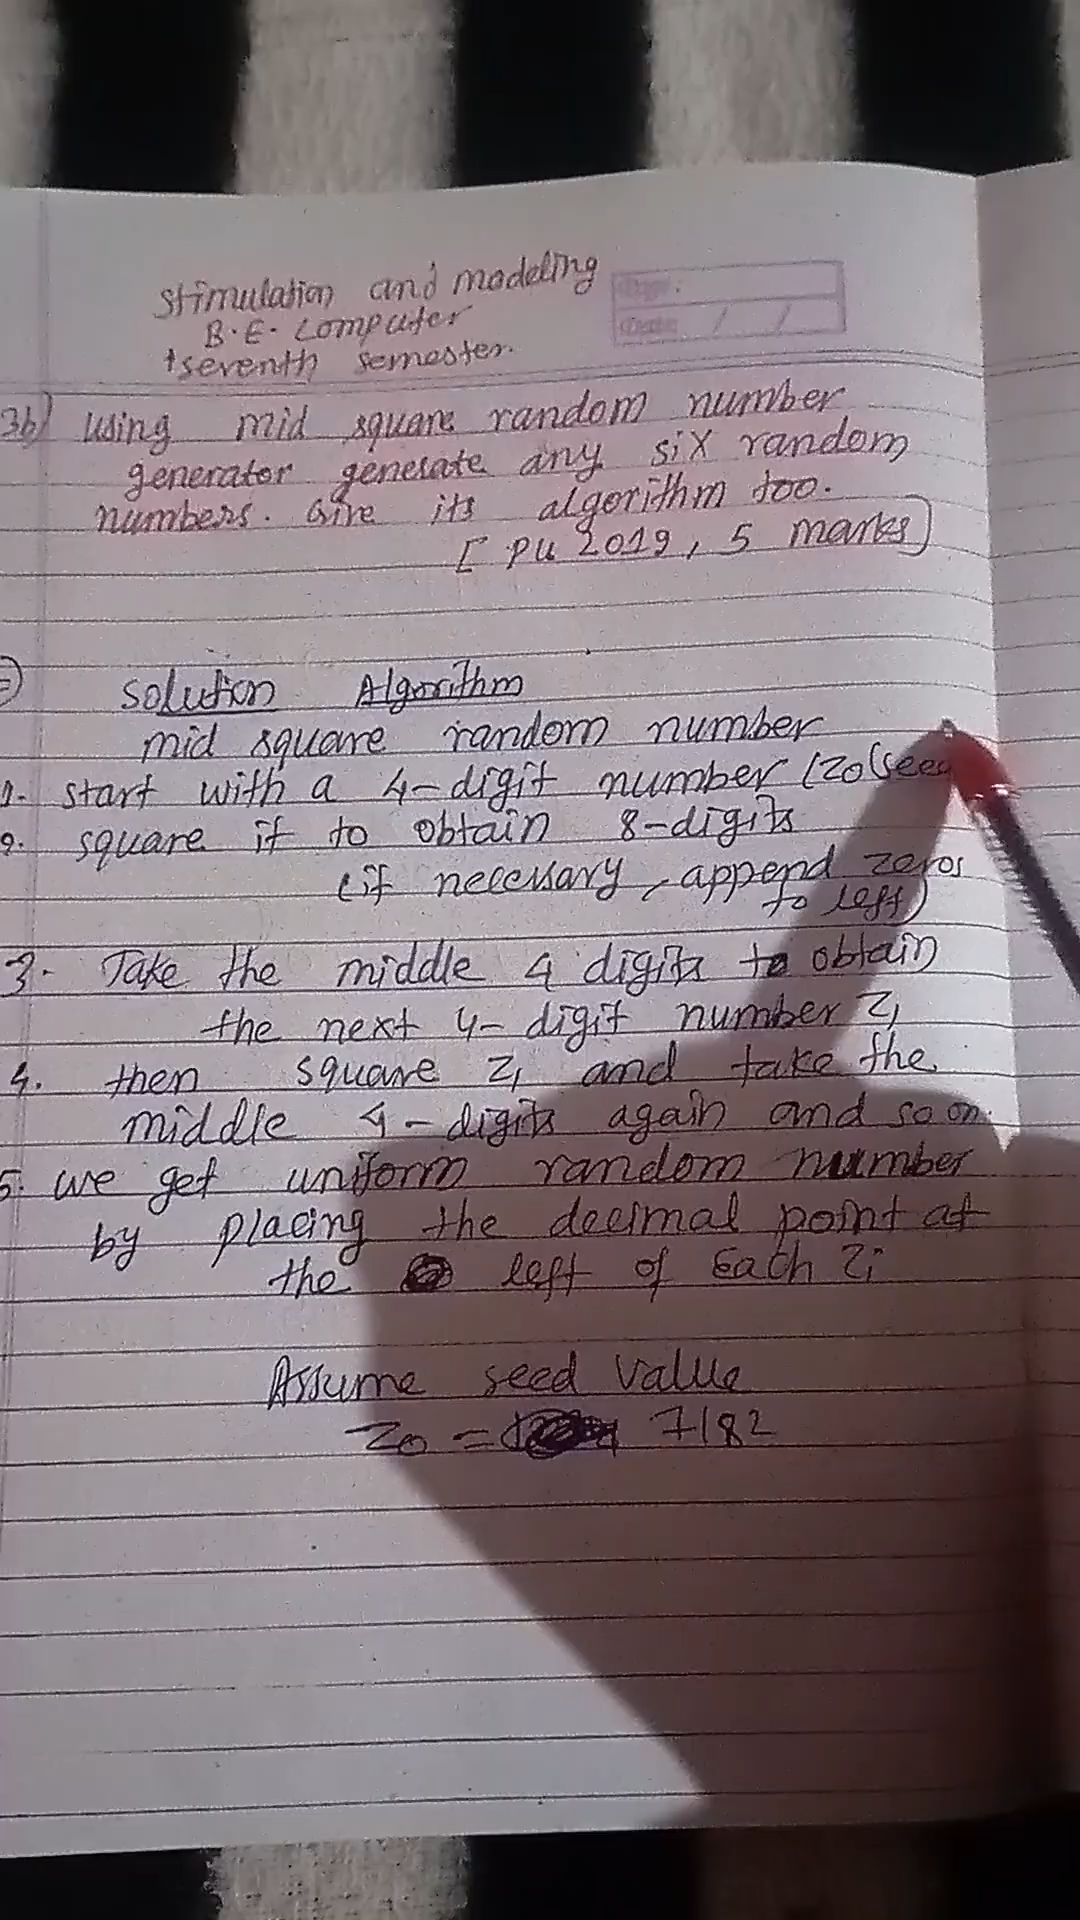 Stimulation and modeling
B.E. Computer
seventh semester.
Page:
Date: / /
3b) Using mid square random number
generator generate any six random
numbers. Give its algorithm too.
[PU 2019, 5 marks]
Solution Algorithm
mid square random number
1. start with a 4-digit number (Z0(seed
2. square it to obtain 8-digits
(if necessary, append zeros
to left)
3. Take the middle 4 digits to obtain
the next 4-digit number Z1
4. then square Z1 and take the
middle 4-digits again and so on.
5. we get uniform random number
by placing the decimal point at
the left of Each Zi
Assume seed value
Z0 = 7182